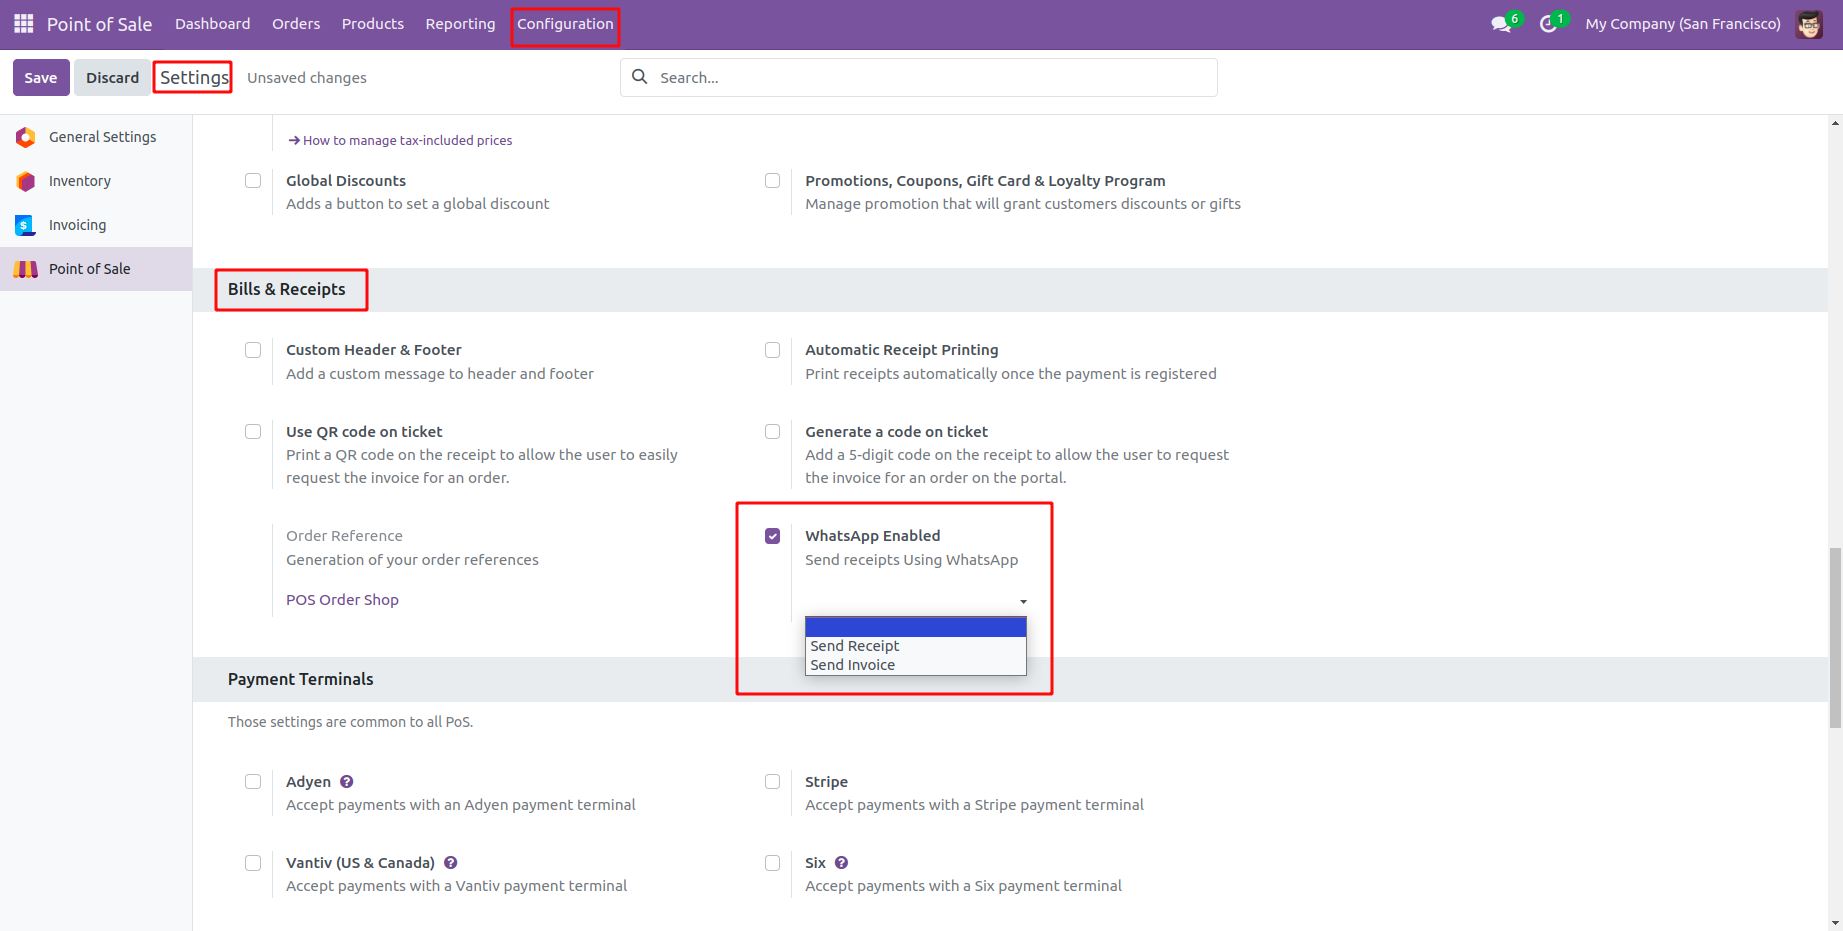 Point of Sale Dashboard Orders Products Reporting Configuration 6 1 My Company (San Francisco)
Save Discard Settings Unsaved changes Search...
General Settings
Inventory
Invoicing
Point of Sale
How to manage tax-included prices
Global Discounts
Adds a button to set a global discount
Promotions, Coupons, Gift Card & Loyalty Program
Manage promotion that will grant customers discounts or gifts
Bills & Receipts
Custom Header & Footer
Add a custom message to header and footer
Automatic Receipt Printing
Print receipts automatically once the payment is registered
Use QR code on ticket
Print a QR code on the receipt to allow the user to easily
request the invoice for an order.
Generate a code on ticket
Add a 5-digit code on the receipt to allow the user to request
the invoice for an order on the portal.
Order Reference
Generation of your order references
POS Order Shop
WhatsApp Enabled
Send receipts Using WhatsApp
Send Receipt
Send Invoice
Payment Terminals
Those settings are common to all PoS.
Adyen ?
Accept payments with an Adyen payment terminal
Stripe
Accept payments with a Stripe payment terminal
Vantiv (US & Canada) ?
Accept payments with a Vantiv payment terminal
Six ?
Accept payments with a Six payment terminal